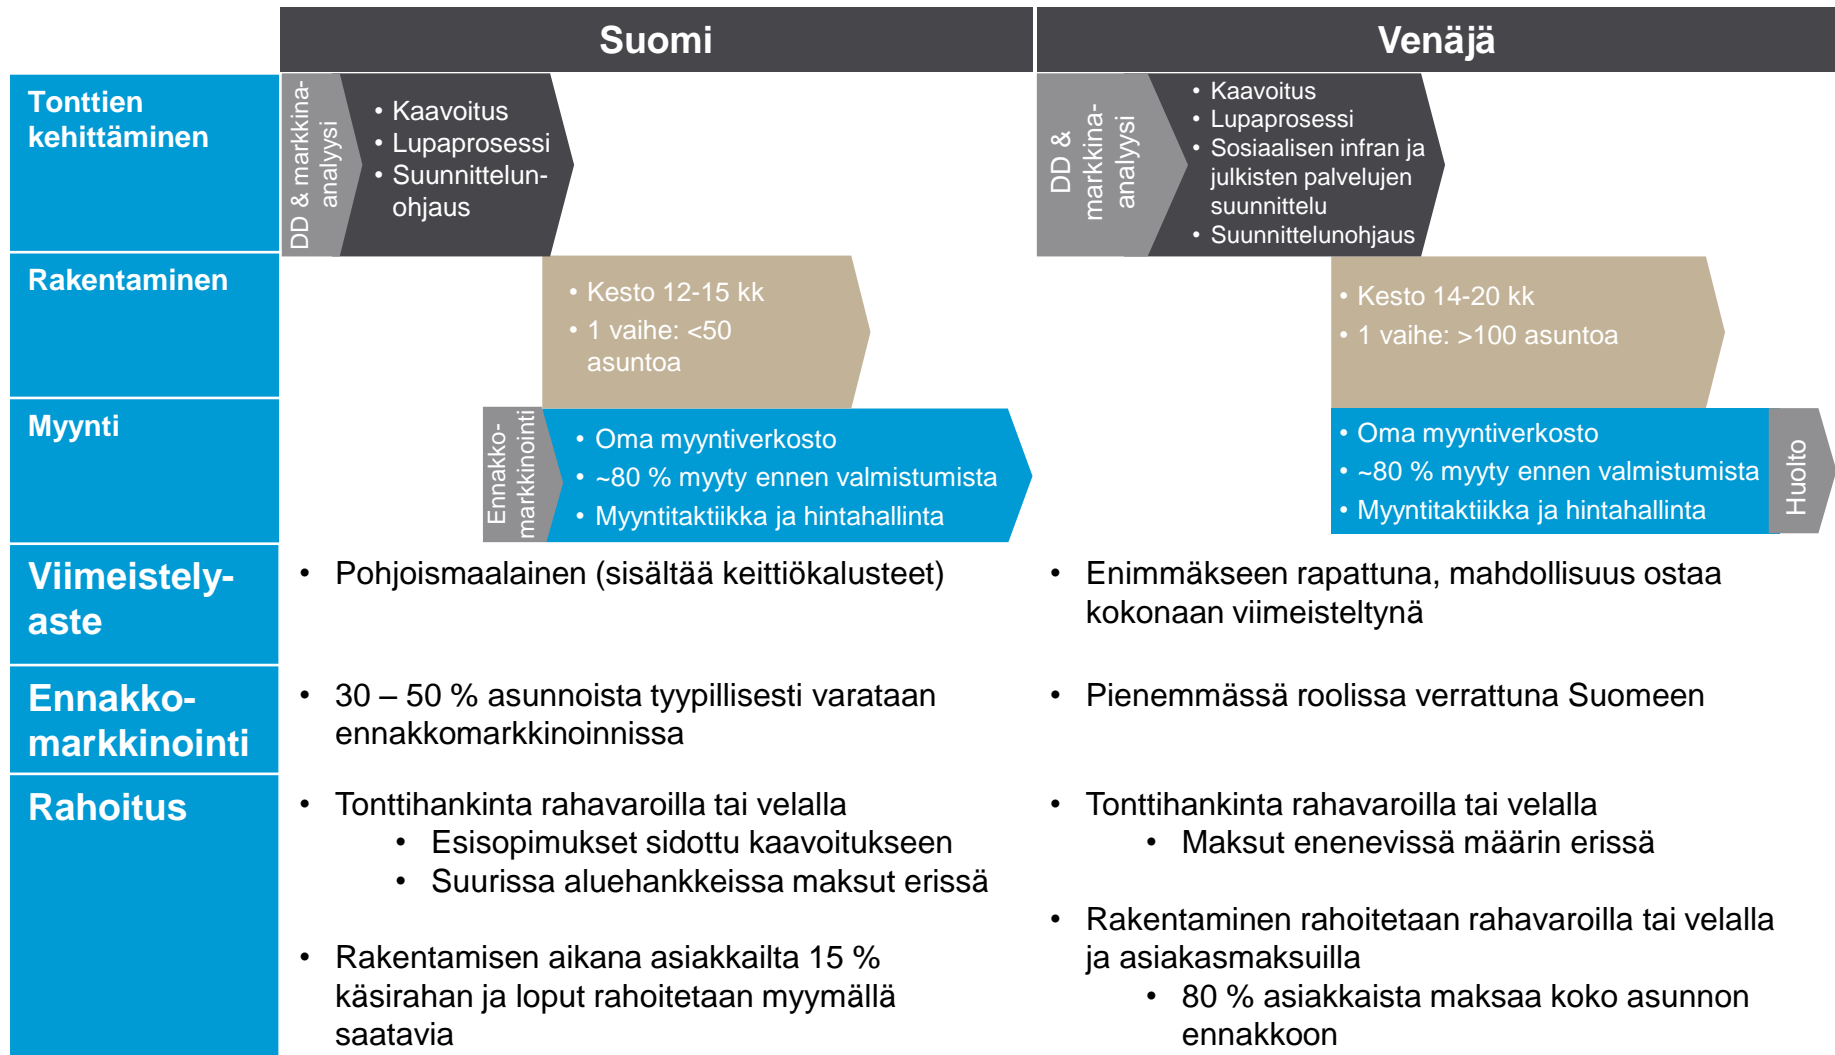 Suomi
Venäjä
Tonttien
kehittäminen
DD & markkina-
analyysi
• Kaavoitus
• Lupaprosessi
• Suunnittelun-
ohjaus
DD &
markkina-
analyysi
• Kaavoitus
• Lupaprosessi
• Sosiaalisen infran ja
julkisten palvelujen
suunnittelu
• Suunnittelunohjaus
Rakentaminen
• Kesto 12-15 kk
• 1 vaihe: <50
asuntoa
• Kesto 14-20 kk
• 1 vaihe: >100 asuntoa
Myynti
Ennakko-
markkinointi
• Oma myyntiverkosto
• ~80 % myyty ennen valmistumista
• Myyntitaktiikka ja hintahallinta
• Oma myyntiverkosto
• ~80 % myyty ennen valmistumista
• Myyntitaktiikka ja hintahallinta
Huolto
Viimeistely-
aste
• Pohjoismaalainen (sisältää keittiökalusteet)
• Enimmäkseen rapattuna, mahdollisuus ostaa
kokonaan viimeisteltynä
Ennakko-
markkinointi
• 30 – 50 % asunnoista tyypillisesti varataan
ennakkomarkkinoinnissa
• Pienemmässä roolissa verrattuna Suomeen
Rahoitus
• Tonttihankinta rahavaroilla tai velalla
• Esisopimukset sidottu kaavoitukseen
• Suurissa aluehankkeissa maksut erissä
• Rakentamisen aikana asiakkailta 15 %
käsirahan ja loput rahoitetaan myymällä
saatavia
• Tonttihankinta rahavaroilla tai velalla
• Maksut enenevissä määrin erissä
• Rakentaminen rahoitetaan rahavaroilla tai velalla
ja asiakasmaksuilla
• 80 % asiakkaista maksaa koko asunnon
ennakkoon